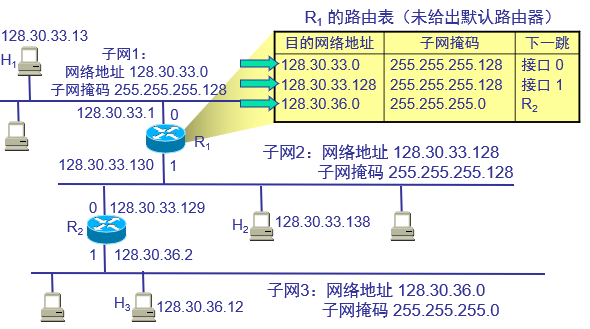 R1 的路由表（未给出默认路由器）
目的网络地址 子网掩码 下一跳
128.30.33.0 255.255.255.128 接口 0
128.30.33.128 255.255.255.128 接口 1
128.30.36.0 255.255.255.0 R2
128.30.33.13
H1
子网1：
网络地址 128.30.33.0
子网掩码 255.255.255.128
128.30.33.1 0
R1
128.30.33.130 1
子网2：网络地址 128.30.33.128
子网掩码 255.255.255.128
0 128.30.33.129
R2
H2 128.30.33.138
1 128.30.36.2
子网3：网络地址 128.30.36.0
子网掩码 255.255.255.0
H3 128.30.36.12